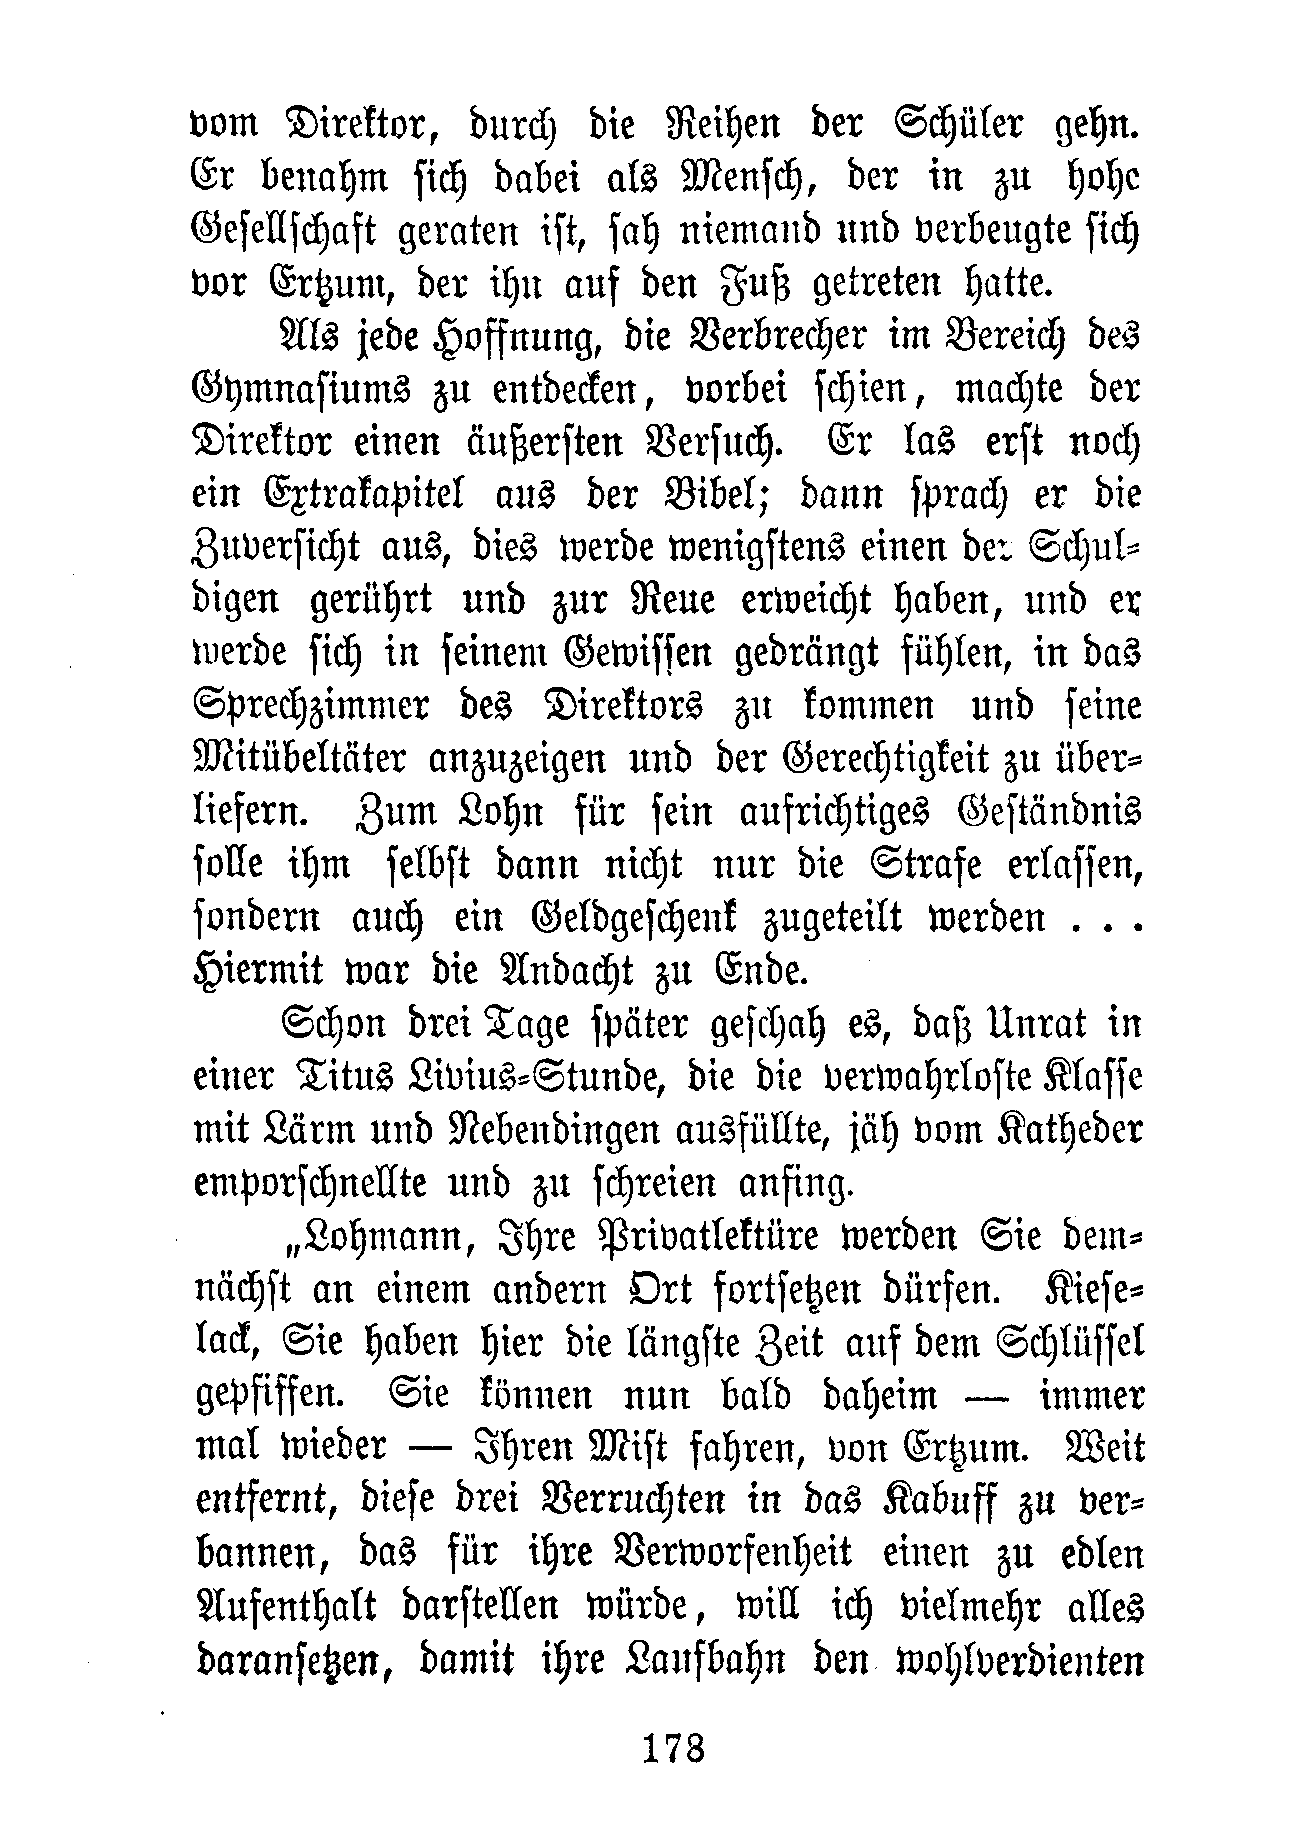 vom Direktor, durch die Reihen der Schüler gehn.
Er benahm sich dabei als Mensch, der in zu hohe
Gesellschaft geraten ist, sah niemand und verbeugte sich
vor Ertzum, der ihn auf den Fuß getreten hatte.
Als jede Hoffnung, die Verbrecher im Bereich des
Gymnasiums zu entdecken, vorbei schien, machte der
Direktor einen äußersten Versuch. Er las erst noch
ein Extrakapitel aus der Bibel; dann sprach er die
Zuversicht aus, dies werde wenigstens einen der Schul-
digen gerührt und zur Reue erweicht haben, und er
werde sich in seinem Gewissen gedrängt fühlen, in das
Sprechzimmer des Direktors zu kommen und seine
Mitübeltäter anzuzeigen und der Gerechtigkeit zu über-
liefern. Zum Lohn für sein aufrichtiges Geständnis
solle ihm selbst dann nicht nur die Strafe erlassen,
sondern auch ein Geldgeschenk zugeteilt werden . . .
Hiermit war die Andacht zu Ende.
Schon drei Tage später geschah es, daß Unrat in
einer Titus Livius-Stunde, die die verwahrloste Klasse
mit Lärm und Nebendingen ausfüllte, jäh vom Katheder
emporschnellte und zu schreien anfing.
„Lohmann, Ihre Privatlektüre werden Sie dem-
nächst an einem andern Ort fortsetzen dürfen. Kiese-
lack, Sie haben hier die längste Zeit auf dem Schlüssel
gepfiffen. Sie können nun bald daheim — immer
mal wieder — Ihren Mist fahren, von Ertzum. Weit
entfernt, diese drei Verruchten in das Kabuff zu ver-
bannen, das für ihre Verworfenheit einen zu edlen
Aufenthalt darstellen würde, will ich vielmehr alles
daransetzen, damit ihre Laufbahn den wohlverdienten
178